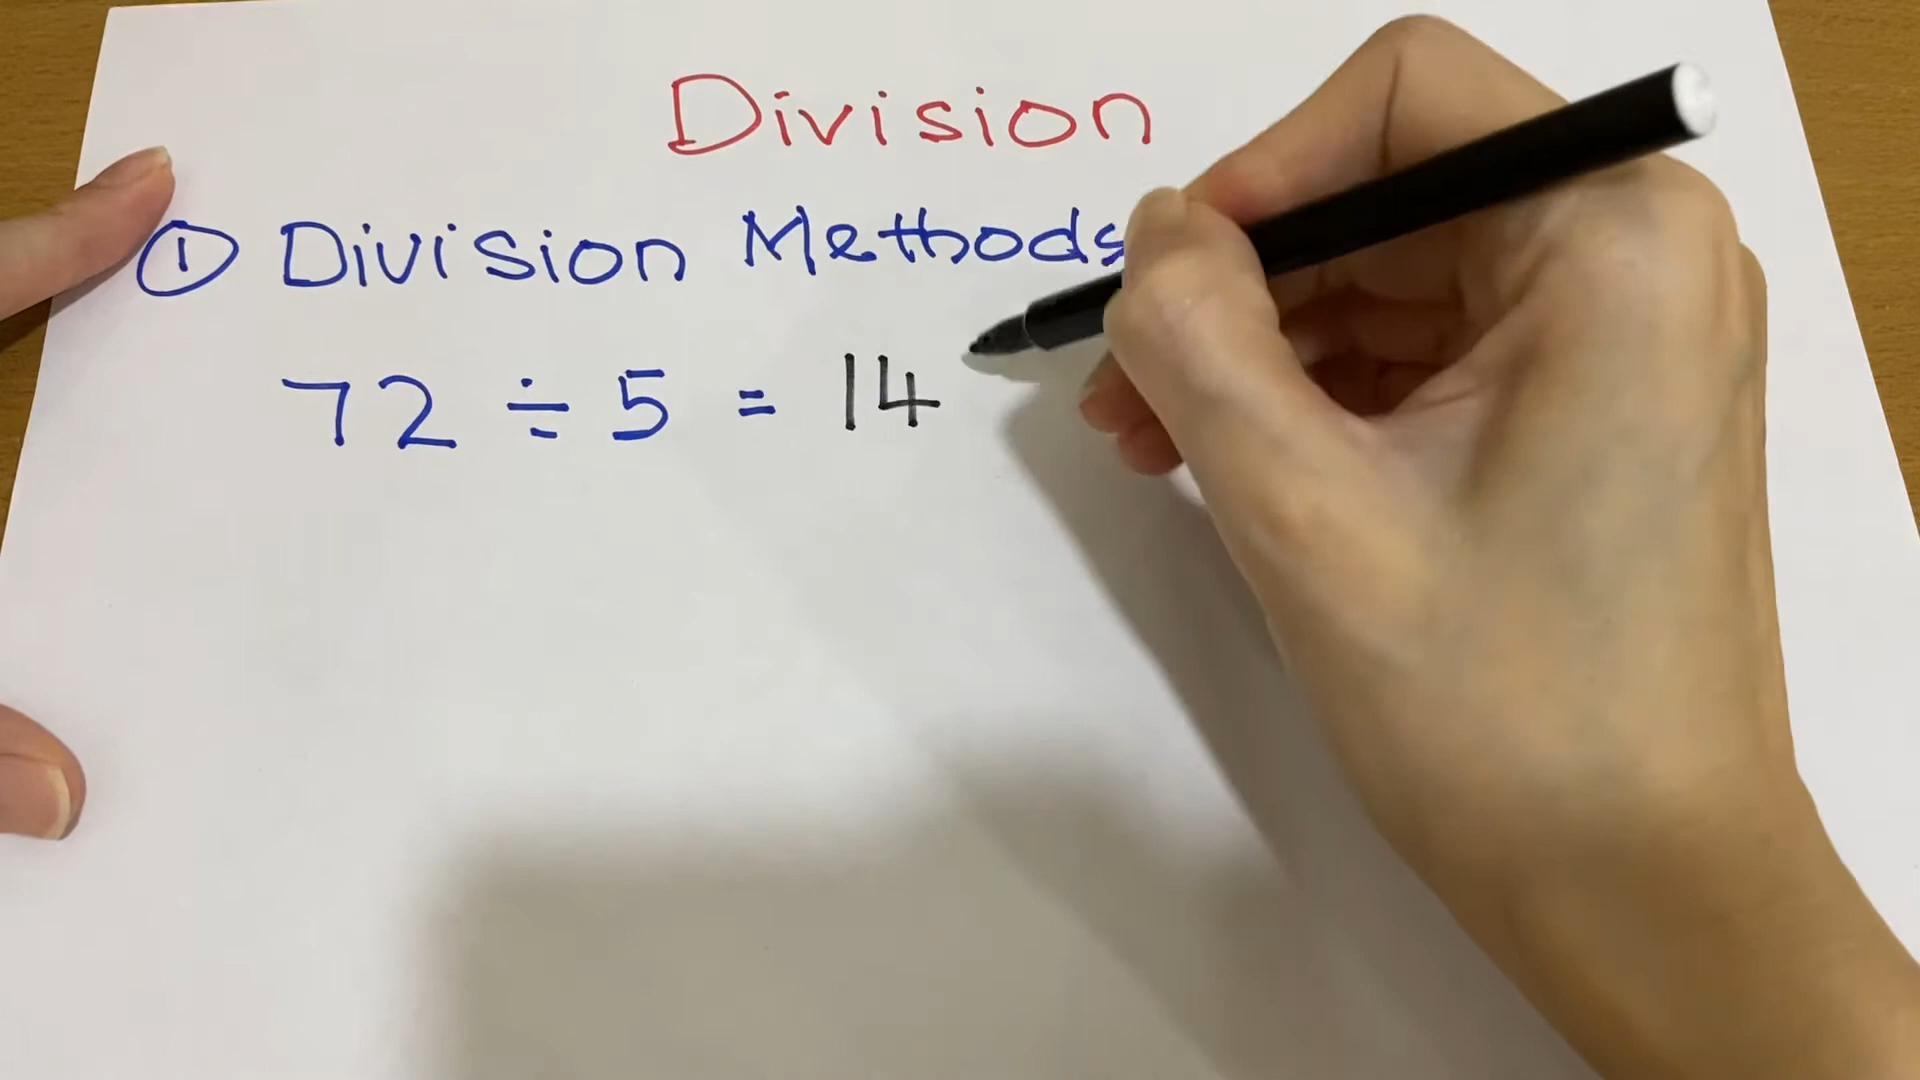 Division
① Division Methods
72 ÷ 5 = 14